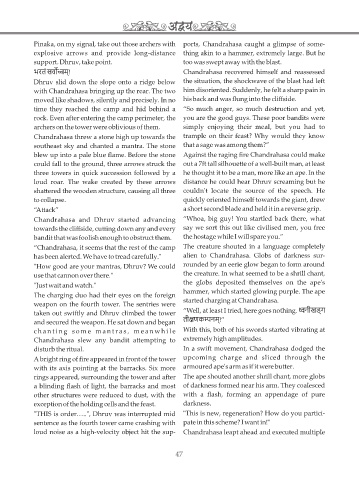 अद्वय
Pinaka, on my signal, take out those archers with
explosive arrows and provide long-distance
support. Dhruv, take point.
भरतं सर्वोच्चम्!
Dhruv slid down the slope onto a ridge below
with Chandrahasa bringing up the rear. The two
moved like shadows, silently and precisely. In no
time they reached the camp and hid behind a
rock. Even after entering the camp perimeter, the
archers on the tower were oblivious of them.
Chandrahasa threw a stone high up towards the
southeast sky and chanted a mantra. The stone
blew up into a pale blue flame. Before the stone
could fall to the ground, three arrows struck the
three towers in quick succession followed by a
loud roar. The wake created by these arrows
shattered the wooden structure, causing all three
to collapse.
"Attack"
Chandrahasa and Dhruv started advancing
towards the cliffside, cutting down any and every
bandit that was foolish enough to obstruct them.
"Chandrahasa, it seems that the rest of the camp
has been alerted. We have to tread carefully."
"How good are your mantras, Dhruv? We could
use that cannon over there."
"Just wait and watch."
The charging duo had their eyes on the foreign
weapon on the fourth tower. The sentries were
taken out swiftly and Dhruv climbed the tower
and secured the weapon. He sat down and began
chanting some mantras, meanwhile
Chandrahasa slew any bandit attempting to
disturb the ritual.
A bright ring of fire appeared in front of the tower
with its axis pointing at the barracks. Six more
rings appeared, surrounding the tower and after
a blinding flash of light, the barracks and most
other structures were reduced to dust, with the
exception of the holding cells and the feast.
"THIS is order…..", Dhruv was interrupted mid
sentence as the fourth tower came crashing with
loud noise as a high-velocity object hit the sup-
ports. Chandrahasa caught a glimpse of some-
thing akin to a hammer, extremely large. But he
too was swept away with the blast.
Chandrahasa recovered himself and reassessed
the situation, the shockwave of the blast had left
him disoriented. Suddenly, he felt a sharp pain in
his back and was flung into the cliffside.
"So much anger, so much destruction and yet,
you are the good guys. These poor bandits were
simply enjoying their meal, but you had to
trample on their feast? Why would they know
that a sage was among them?"
Against the raging fire Chandrahasa could make
out a 7ft tall silhouette of a well-built man, at least
he thought it to be a man, more like an ape. In the
distance he could hear Dhruv screaming but he
couldn't locate the source of the speech. He
quickly oriented himself towards the giant, drew
a short second blade and held it in a reverse grip.
"Whoa, big guy! You startled back there, what
say we sort this out like civilised men, you free
the hostage while I will spare you."
The creature shouted in a language completely
alien to Chandrahasa. Globs of darkness sur-
rounded by an eerie glow began to form around
the creature. In what seemed to be a shrill chant,
the globs deposited themselves on the ape's
hammer, which started glowing purple. The ape
started charging at Chandrahasa.
"Well, at least I tried, here goes nothing.
With this, both of his swords started vibrating at
extremely high amplitudes.
In a swift movement, Chandrahasa dodged the
upcoming charge and sliced through the
armoured ape's arm as if it were butter.
The ape shouted another shrill chant, more globs
of darkness formed near his arm. They coalesced
with a flash, forming an appendage of pure
darkness.
"This is new, regeneration? How do you partici-
pate in this scheme? I want in!"
Chandrahasa leapt ahead and executed multiple
47